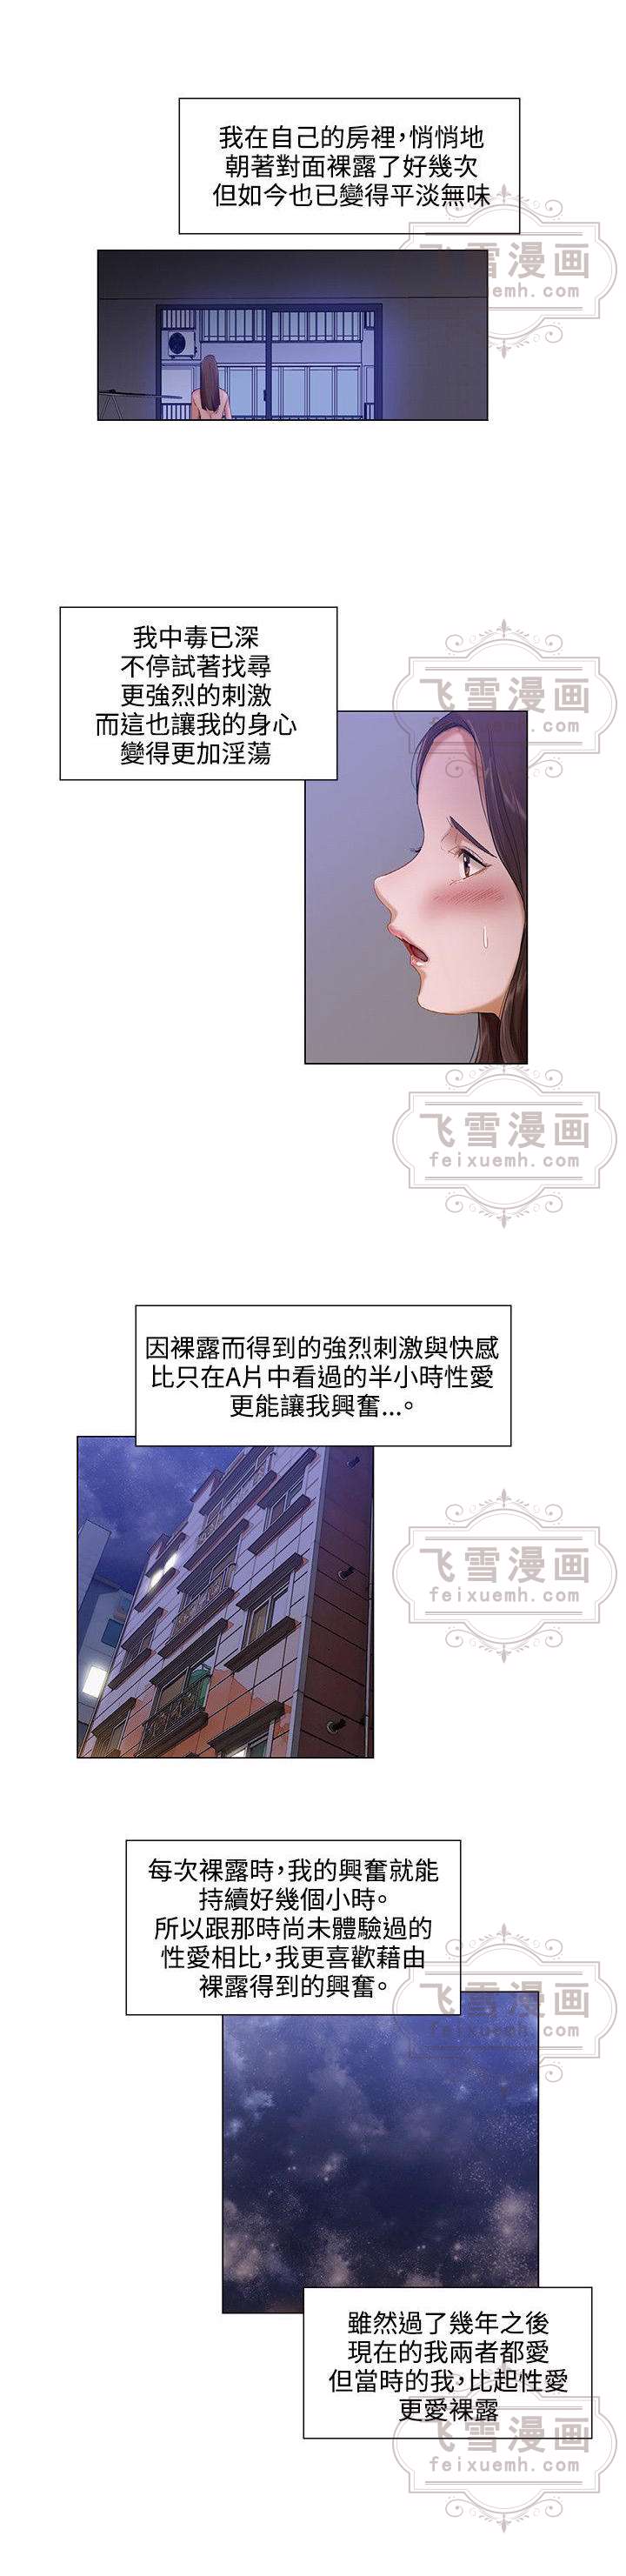 我在自己的房裡，悄悄地
朝著對面裸露了好幾次
但如今也已變得平淡無味
飞雪漫画
feixuemh.com
我中毒已深
不停試著找尋
更強烈的刺激
而這也讓我的身心
變得更加淫蕩
飞雪漫画
feixuemh.com
飞雪漫画
feixuemh.com
因裸露而得到的強烈刺激與快感
比只在A片中看過的半小時性愛
更能讓我興奮...。
飞雪漫画
feixuemh.com
每次裸露時，我的興奮就能
持續好幾個小時。
所以跟那時尚未體驗過的
性愛相比，我更喜歡藉由
裸露得到的興奮。
飞雪漫画
feixuemh.com
雖然過了幾年之後
現在的我兩者都愛
但當時的我，比起性愛
更愛裸露
飞雪漫画
feixuemh.com